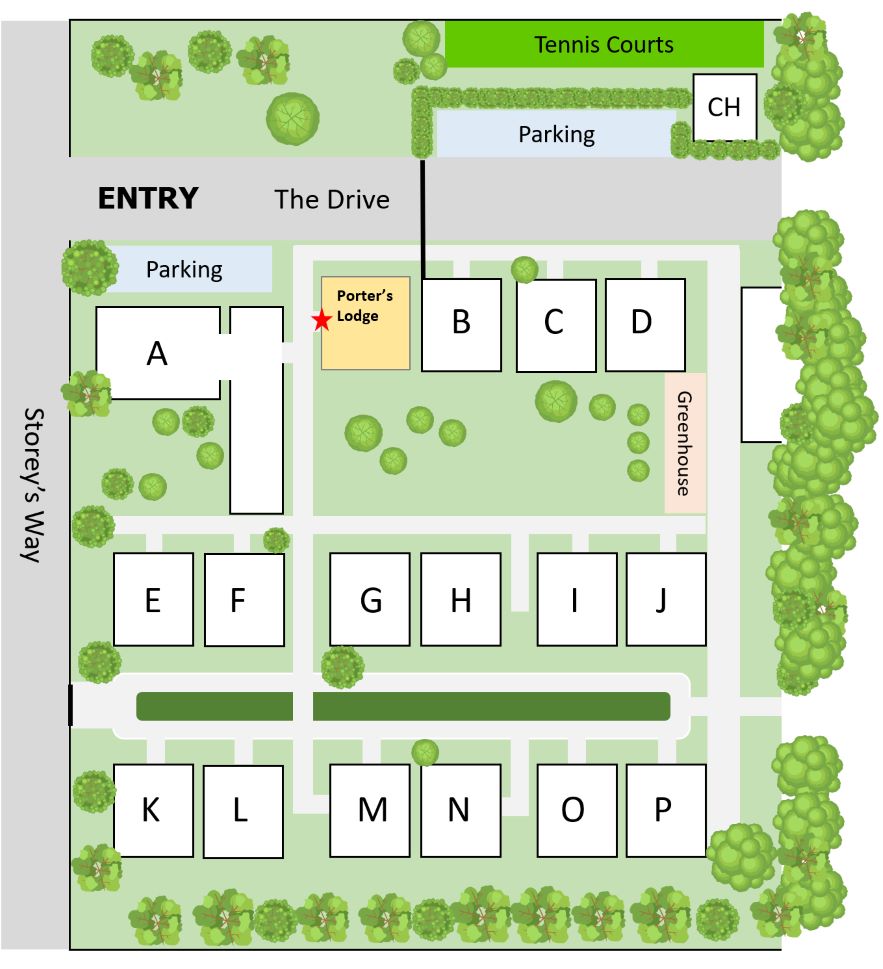 Tennis Courts
CH
Parking
ENTRY
The Drive
Parking
Porter's
Lodge
A
B
C
D
Greenhouse
Storey's Way
E
F
G
H
I
J
K
L
M
N
O
P